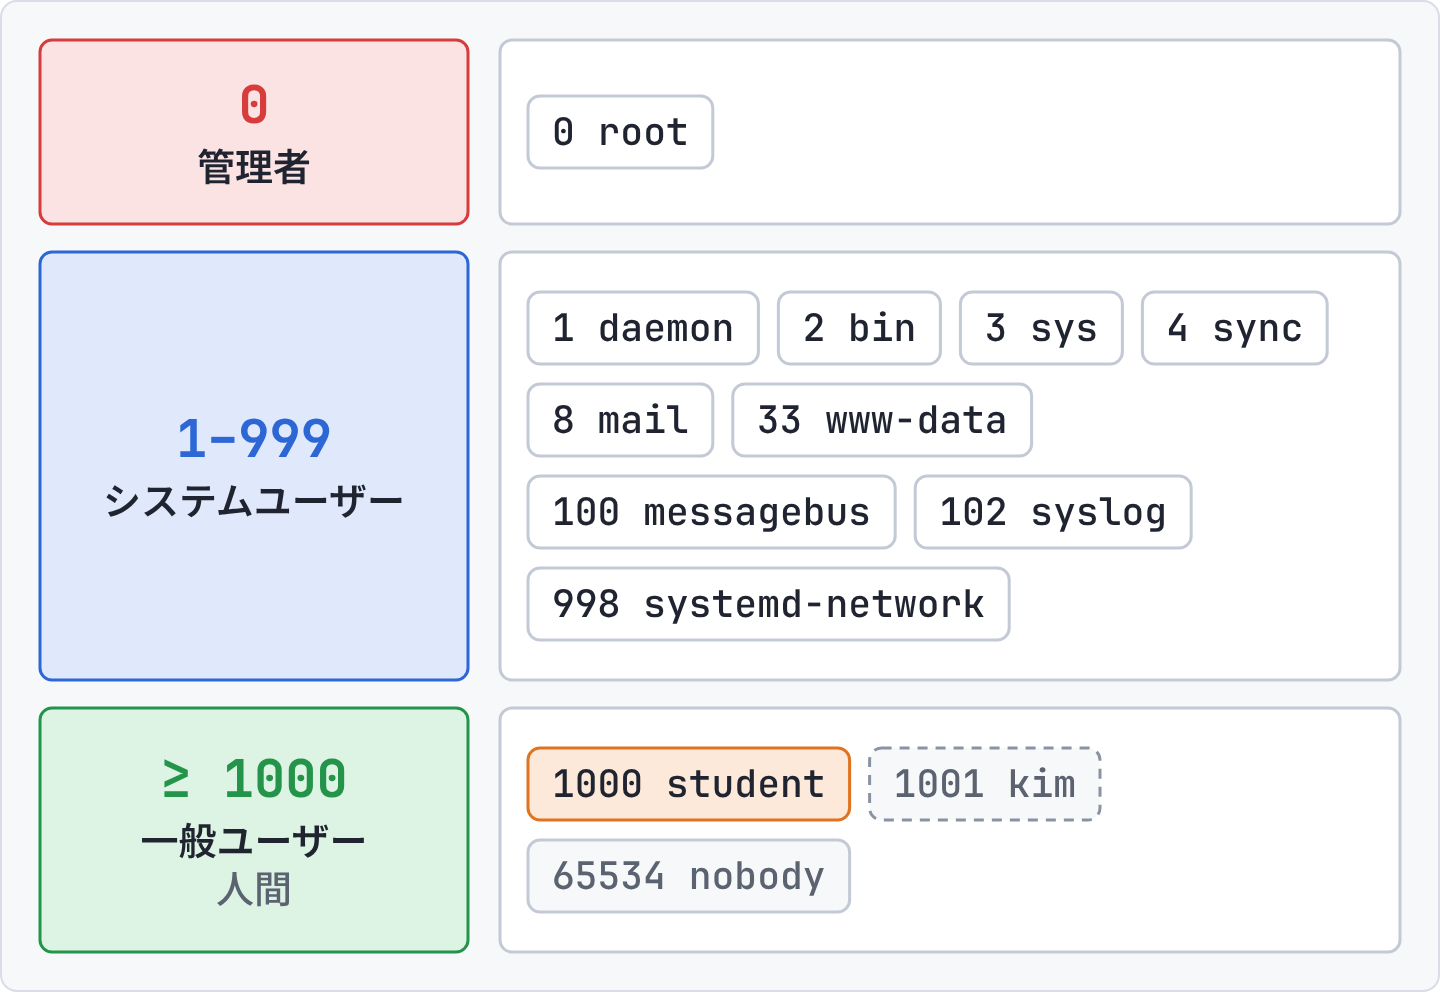 0
管理者
0 root
1–999
システムユーザー
1 daemon
2 bin
3 sys
4 sync
8 mail
33 www-data
100 messagebus
102 syslog
998 systemd-network
≥ 1000
一般ユーザー
人間
1000 student
1001 kim
65534 nobody